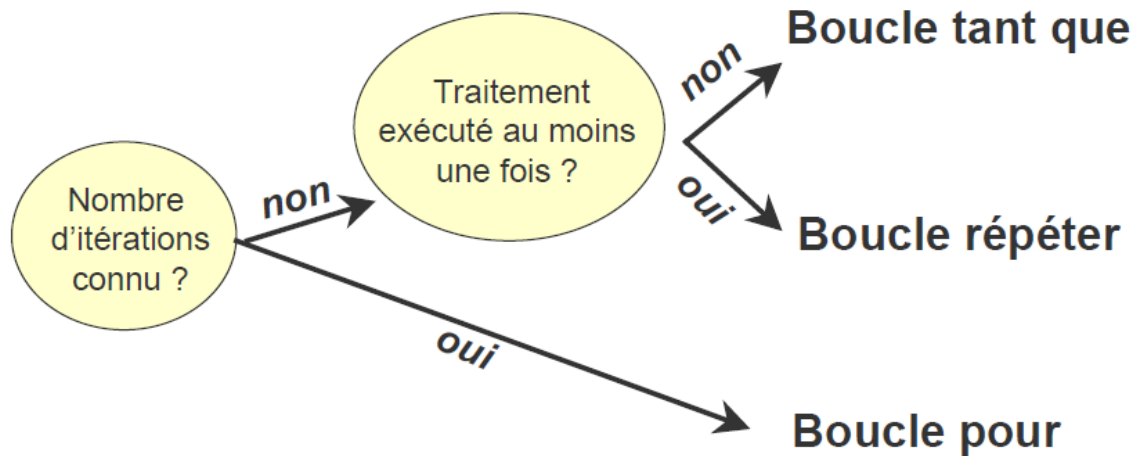 Nombre
d'itérations
connu ?
non
Traitement
exécuté au moins
une fois ?
non
Boucle tant que
oui
Boucle répéter
oui
Boucle pour